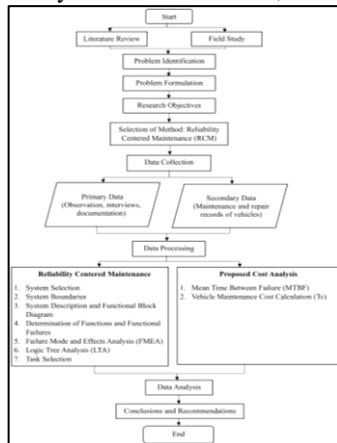 Start
Literature Review
Field Study
Problem Identification
Problem Formulation
Research Objectives
Selection of Method: Reliability
Centered Maintenance (RCM)
Data Collection
Primary Data
(Observation, interviews,
documentation)
Secondary Data
(Maintenance and repair
records of vehicles)
Data Processing
Reliability Centered Maintenance
1. System Selection
2. System Boundaries
3. System Description and Functional Block
Diagram
4. Determination of Functions and Functional
Failures
5. Failure Mode and Effects Analysis (FMEA)
6. Logic Tree Analysis (LTA)
7. Task Selection
Proposed Cost Analysis
1. Mean Time Between Failure (MTBF)
2. Vehicle Maintenance Cost Calculation (Tc)
Data Analysis
Conclusions and Recommendations
End